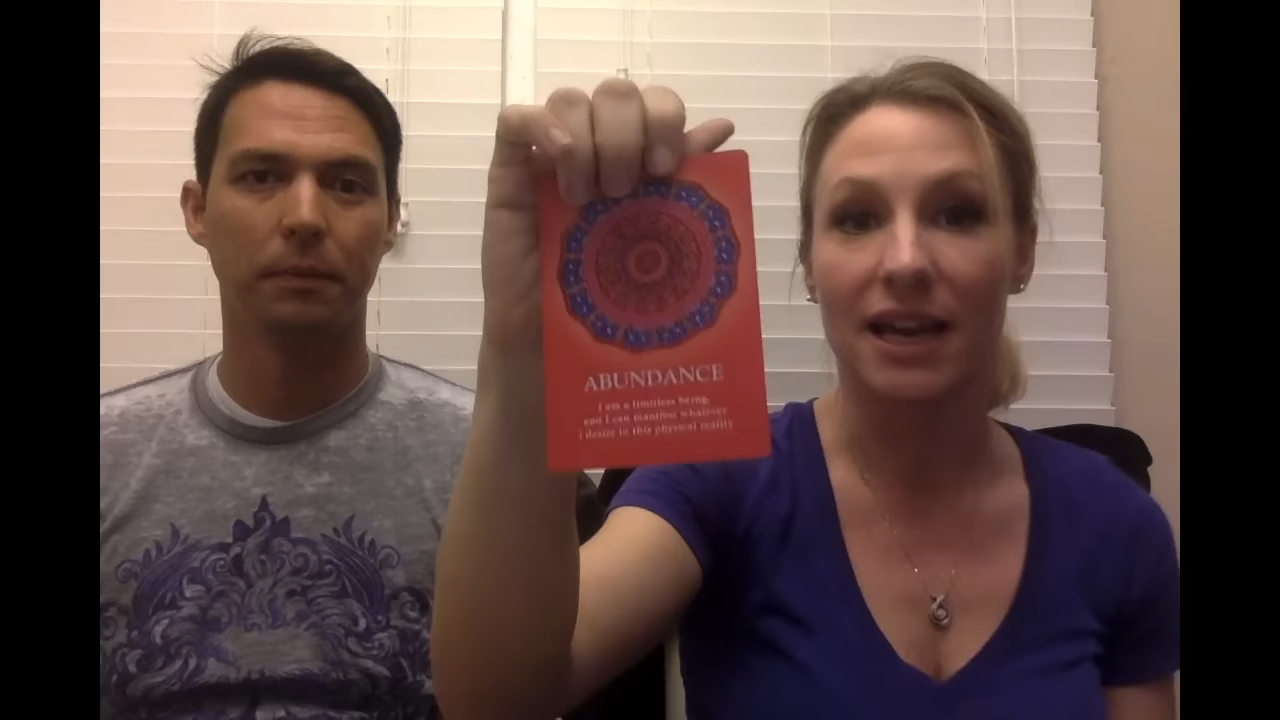 ABUNDANCE
I am a limitless being,
and I can manifest whatever
I desire in this physical reality